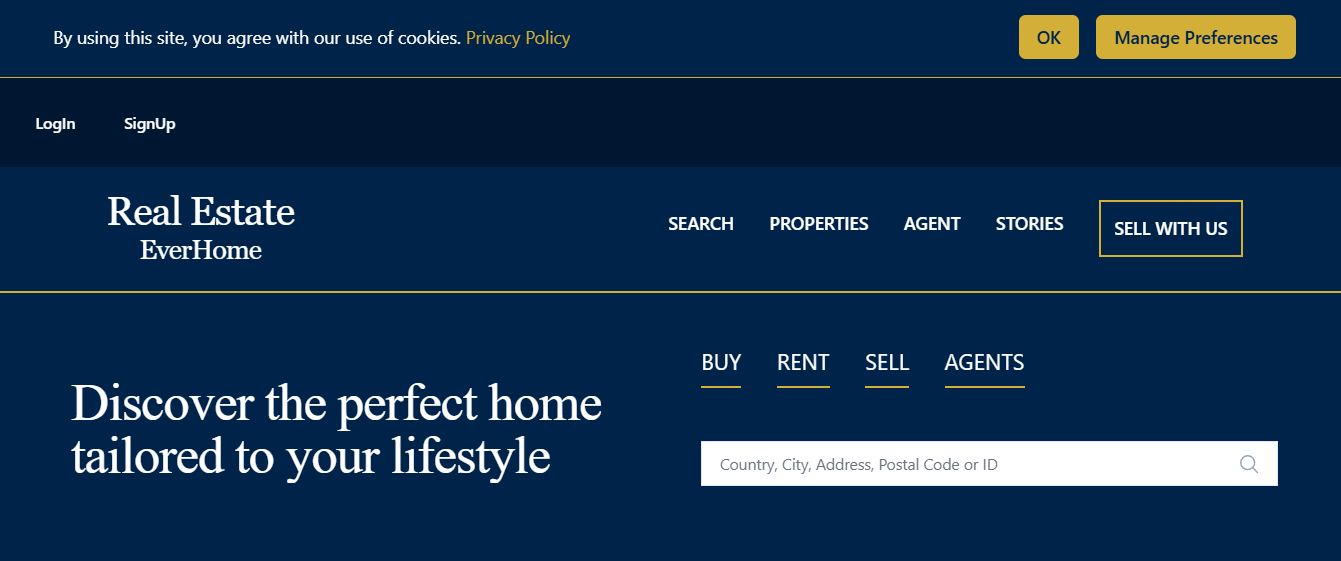 By using this site, you agree with our use of cookies. Privacy Policy
OK
Manage Preferences
LogIn
SignUp
Real Estate
EverHome
SEARCH
PROPERTIES
AGENT
STORIES
SELL WITH US
Discover the perfect home
tailored to your lifestyle
BUY
RENT
SELL
AGENTS
Country, City, Address, Postal Code or ID